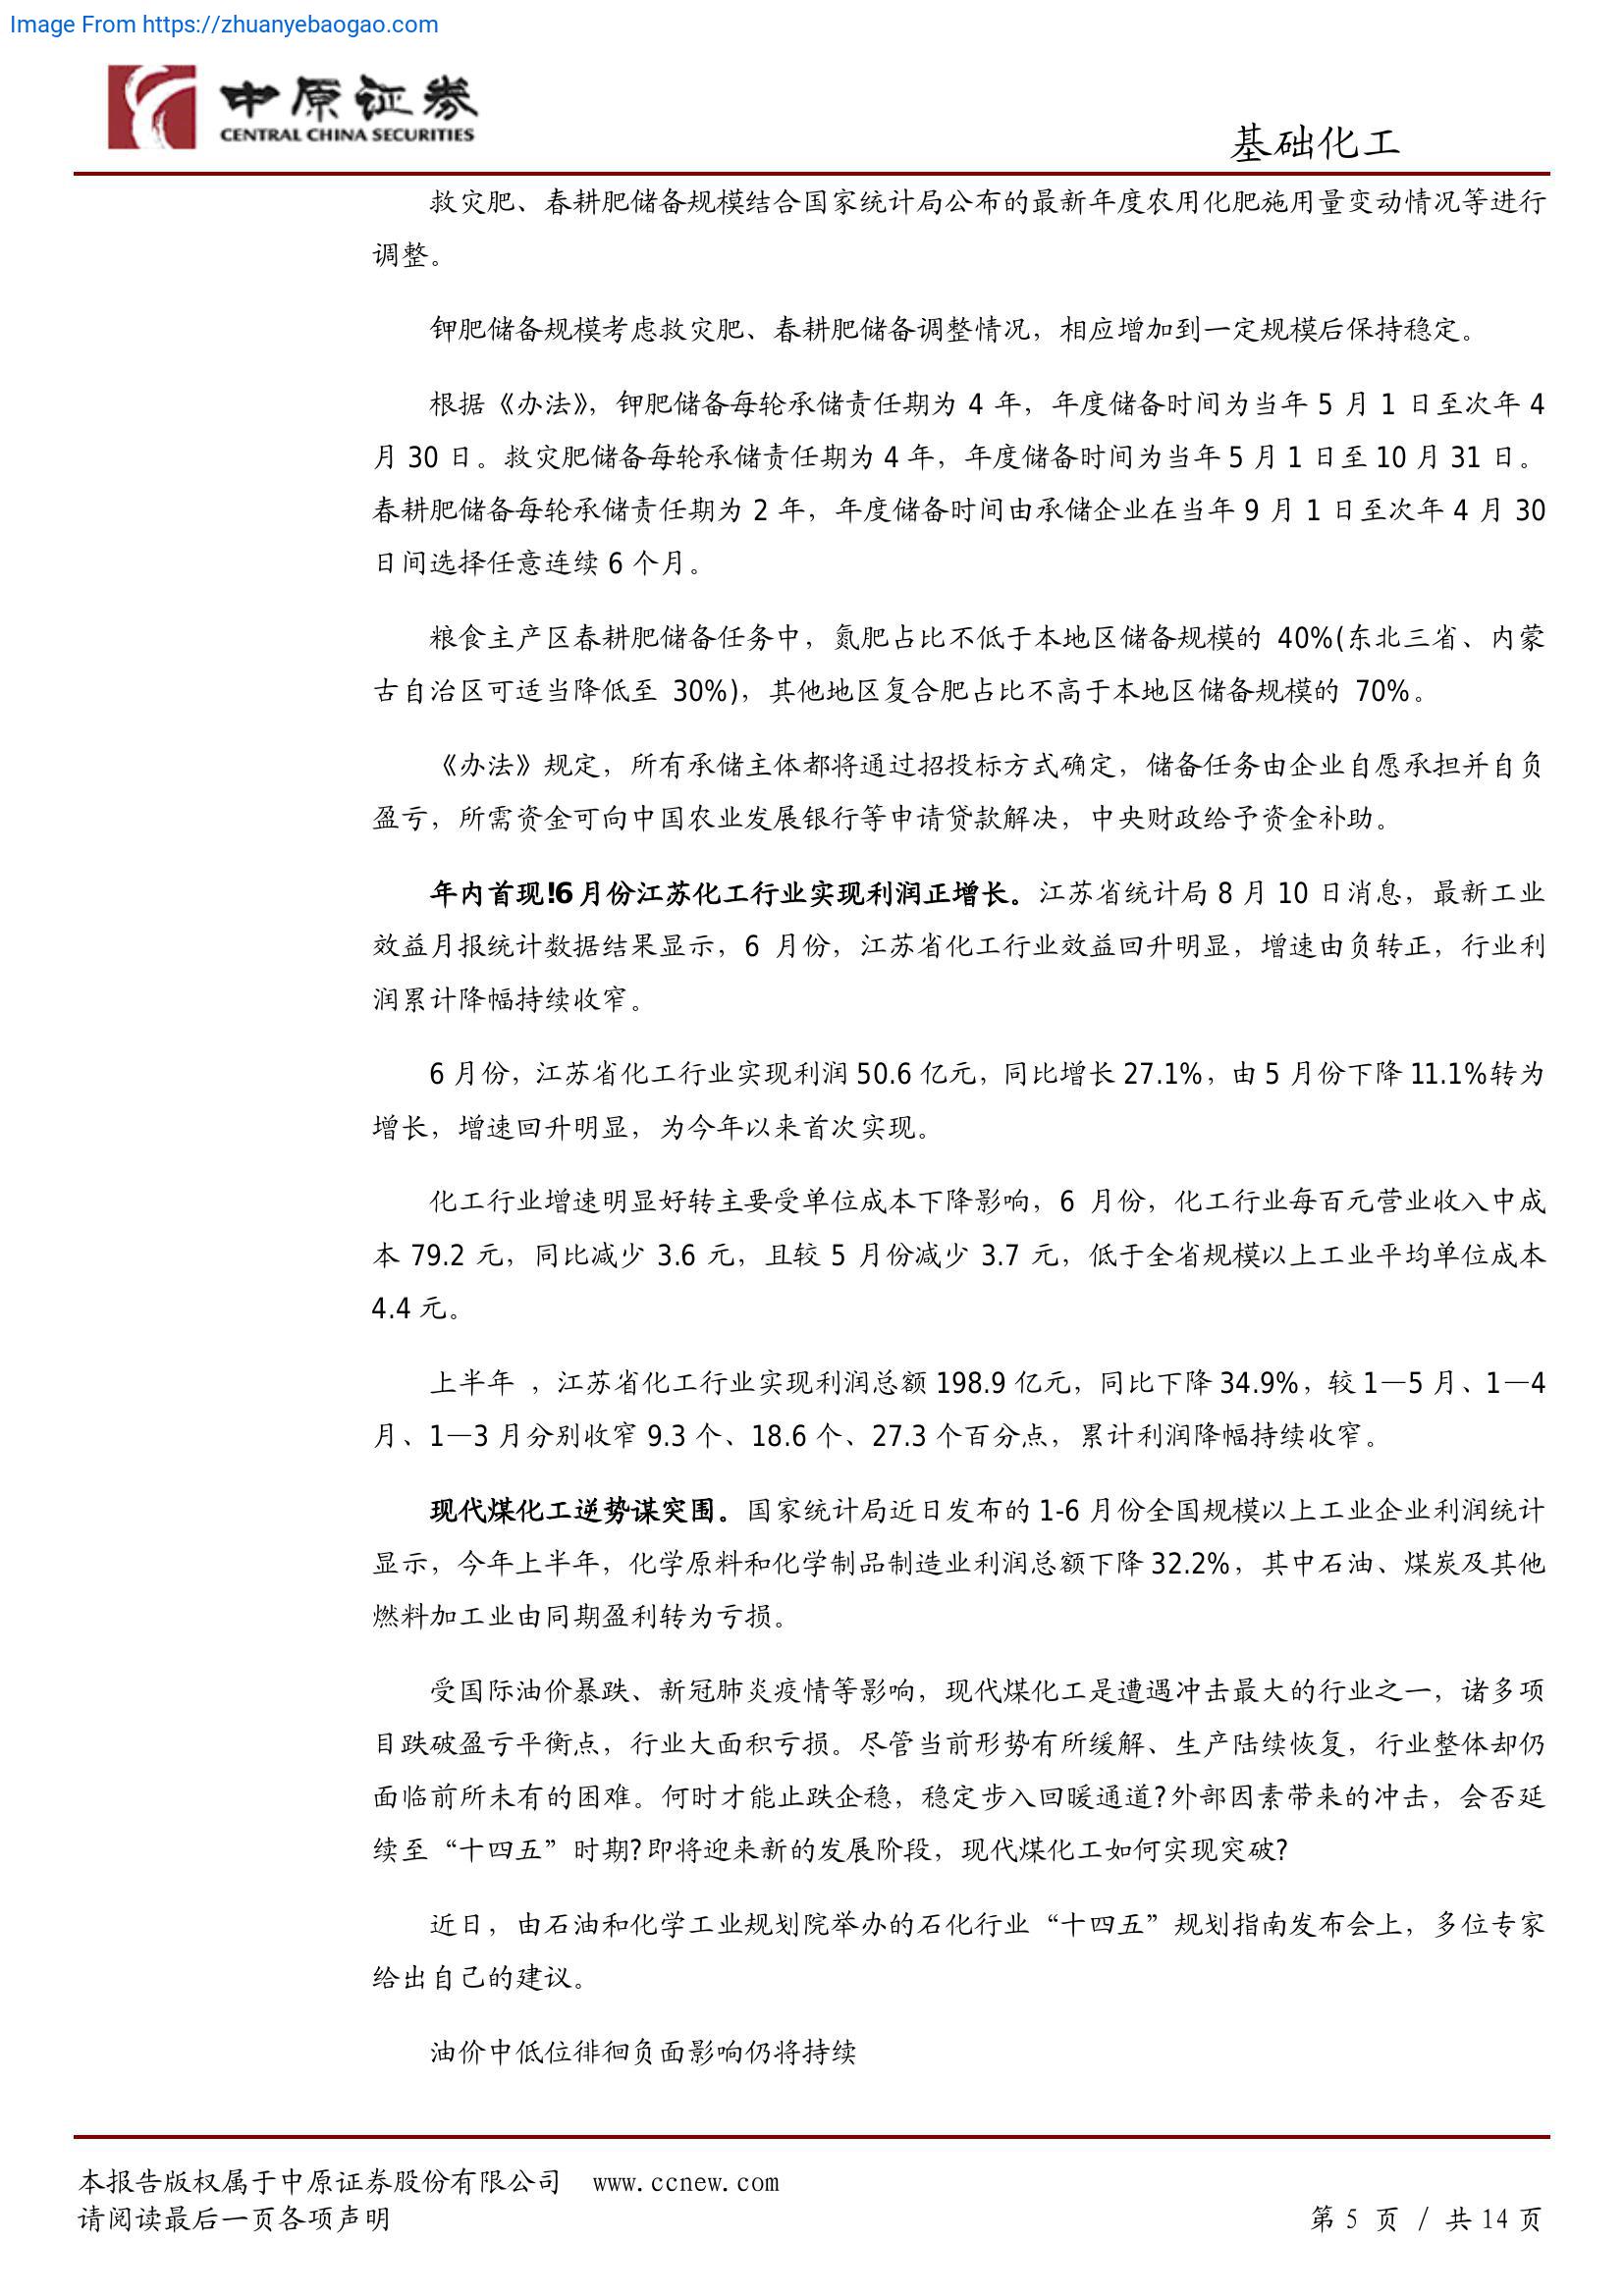 Image From https://zhuanyebaogao.com
中原证券
CENTRAL CHINA SECURITIES
基础化工
救灾肥、春耕肥储备规模结合国家统计局公布的最新年度农用化肥施用量变动情况等进行
调整。
钾肥储备规模考虑救灾肥、春耕肥储备调整情况，相应增加到一定规模后保持稳定。
根据《办法》，钾肥储备每轮承储责任期为 4 年，年度储备时间为当年 5 月 1 日至次年 4
月 30 日。救灾肥储备每轮承储责任期为 4 年，年度储备时间为当年 5 月 1 日至 10 月 31 日。
春耕肥储备每轮承储责任期为 2 年，年度储备时间由承储企业在当年 9 月 1 日至次年 4 月 30
日间选择任意连续 6 个月。
粮食主产区春耕肥储备任务中，氮肥占比不低于本地区储备规模的 40%(东北三省、内蒙
古自治区可适当降低至 30%)，其他地区复合肥占比不高于本地区储备规模的 70%。
《办法》规定，所有承储主体都将通过招投标方式确定，储备任务由企业自愿承担并自负
盈亏，所需资金可向中国农业发展银行等申请贷款解决，中央财政给予资金补助。
年内首现!6 月份江苏化工行业实现利润正增长。江苏省统计局 8 月 10 日消息，最新工业
效益月报统计数据结果显示，6 月份，江苏省化工行业效益回升明显，增速由负转正，行业利
润累计降幅持续收窄。
6 月份，江苏省化工行业实现利润 50.6 亿元，同比增长 27.1%，由 5 月份下降 11.1%转为
增长，增速回升明显，为今年以来首次实现。
化工行业增速明显好转主要受单位成本下降影响，6 月份，化工行业每百元营业收入中成
本 79.2 元，同比减少 3.6 元，且较 5 月份减少 3.7 元，低于全省规模以上工业平均单位成本
4.4 元。
上半年 ，江苏省化工行业实现利润总额 198.9 亿元，同比下降 34.9%，较 1—5 月、1—4
月、1—3 月分别收窄 9.3 个、18.6 个、27.3 个百分点，累计利润降幅持续收窄。
现代煤化工逆势谋突围。国家统计局近日发布的 1-6 月份全国规模以上工业企业利润统计
显示，今年上半年，化学原料和化学制品制造业利润总额下降 32.2%，其中石油、煤炭及其他
燃料加工业由同期盈利转为亏损。
受国际油价暴跌、新冠肺炎疫情等影响，现代煤化工是遭遇冲击最大的行业之一，诸多项
目跌破盈亏平衡点，行业大面积亏损。尽管当前形势有所缓解、生产陆续恢复，行业整体却仍
面临前所未有的困难。何时才能止跌企稳，稳定步入回暖通道?外部因素带来的冲击，会否延
续至“十四五”时期?即将迎来新的发展阶段，现代煤化工如何实现突破?
近日，由石油和化学工业规划院举办的石化行业“十四五”规划指南发布会上，多位专家
给出自己的建议。
油价中低位徘徊负面影响仍将持续
本报告版权属于中原证券股份有限公司 www.ccnew.com
请阅读最后一页各项声明
第 5 页 / 共 14 页